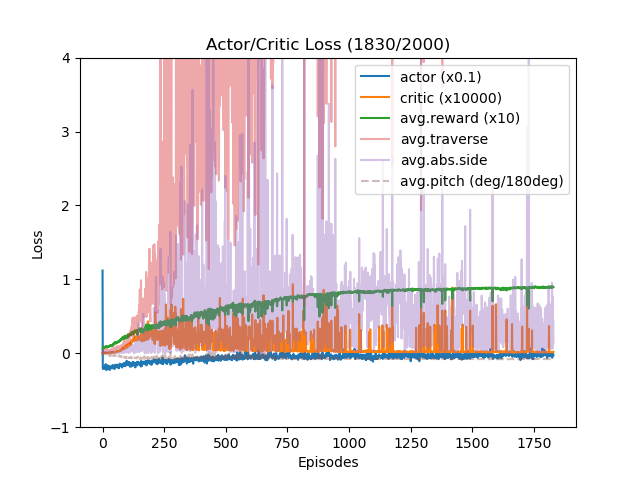 Actor/Critic Loss (1830/2000)
4
3
2
1
0
−1
Loss
actor (x0.1)
critic (x10000)
avg.reward (x10)
avg.traverse
avg.abs.side
avg.pitch (deg/180deg)
0 250 500 750 1000 1250 1500 1750
Episodes